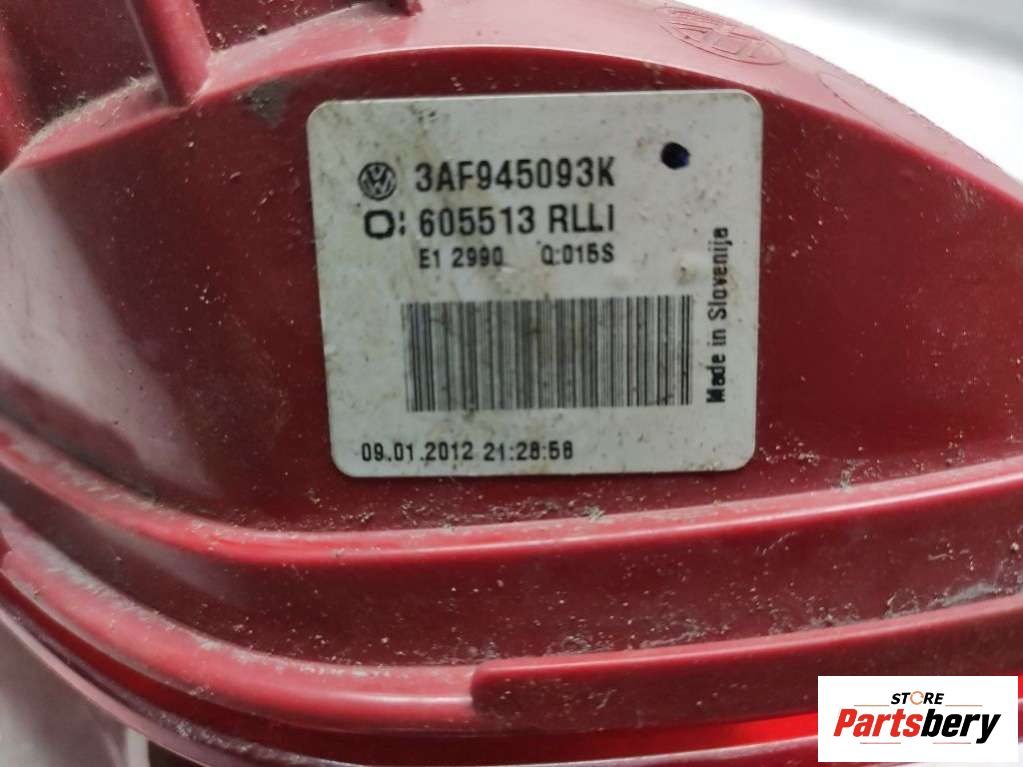 3AF945093K
O: 605513 RLLI
E1 2990 Q:015S
Made in Slovenija
09.01.2012 21:28:58
STORE
Partsbery